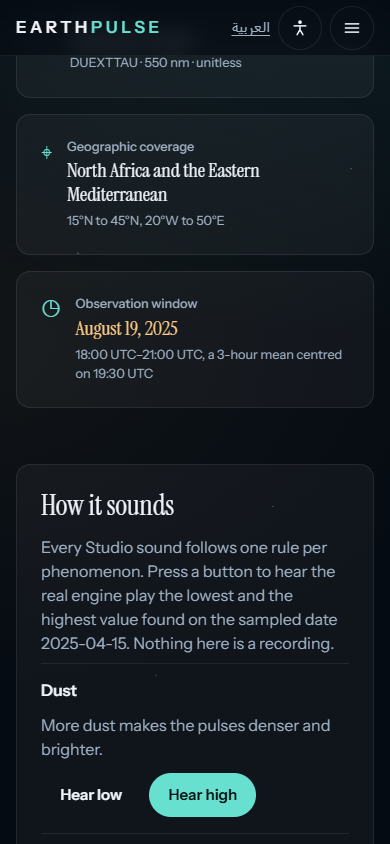 EARTHPULSE
العربية
DUEXTTAU · 550 nm · unitless
Geographic coverage
North Africa and the Eastern
Mediterranean
15°N to 45°N, 20°W to 50°E
Observation window
August 19, 2025
18:00 UTC–21:00 UTC, a 3-hour mean centred
on 19:30 UTC
How it sounds
Every Studio sound follows one rule per
phenomenon. Press a button to hear the
real engine play the lowest and the
highest value found on the sampled date
2025-04-15. Nothing here is a recording.
Dust
More dust makes the pulses denser and
brighter.
Hear low
Hear high